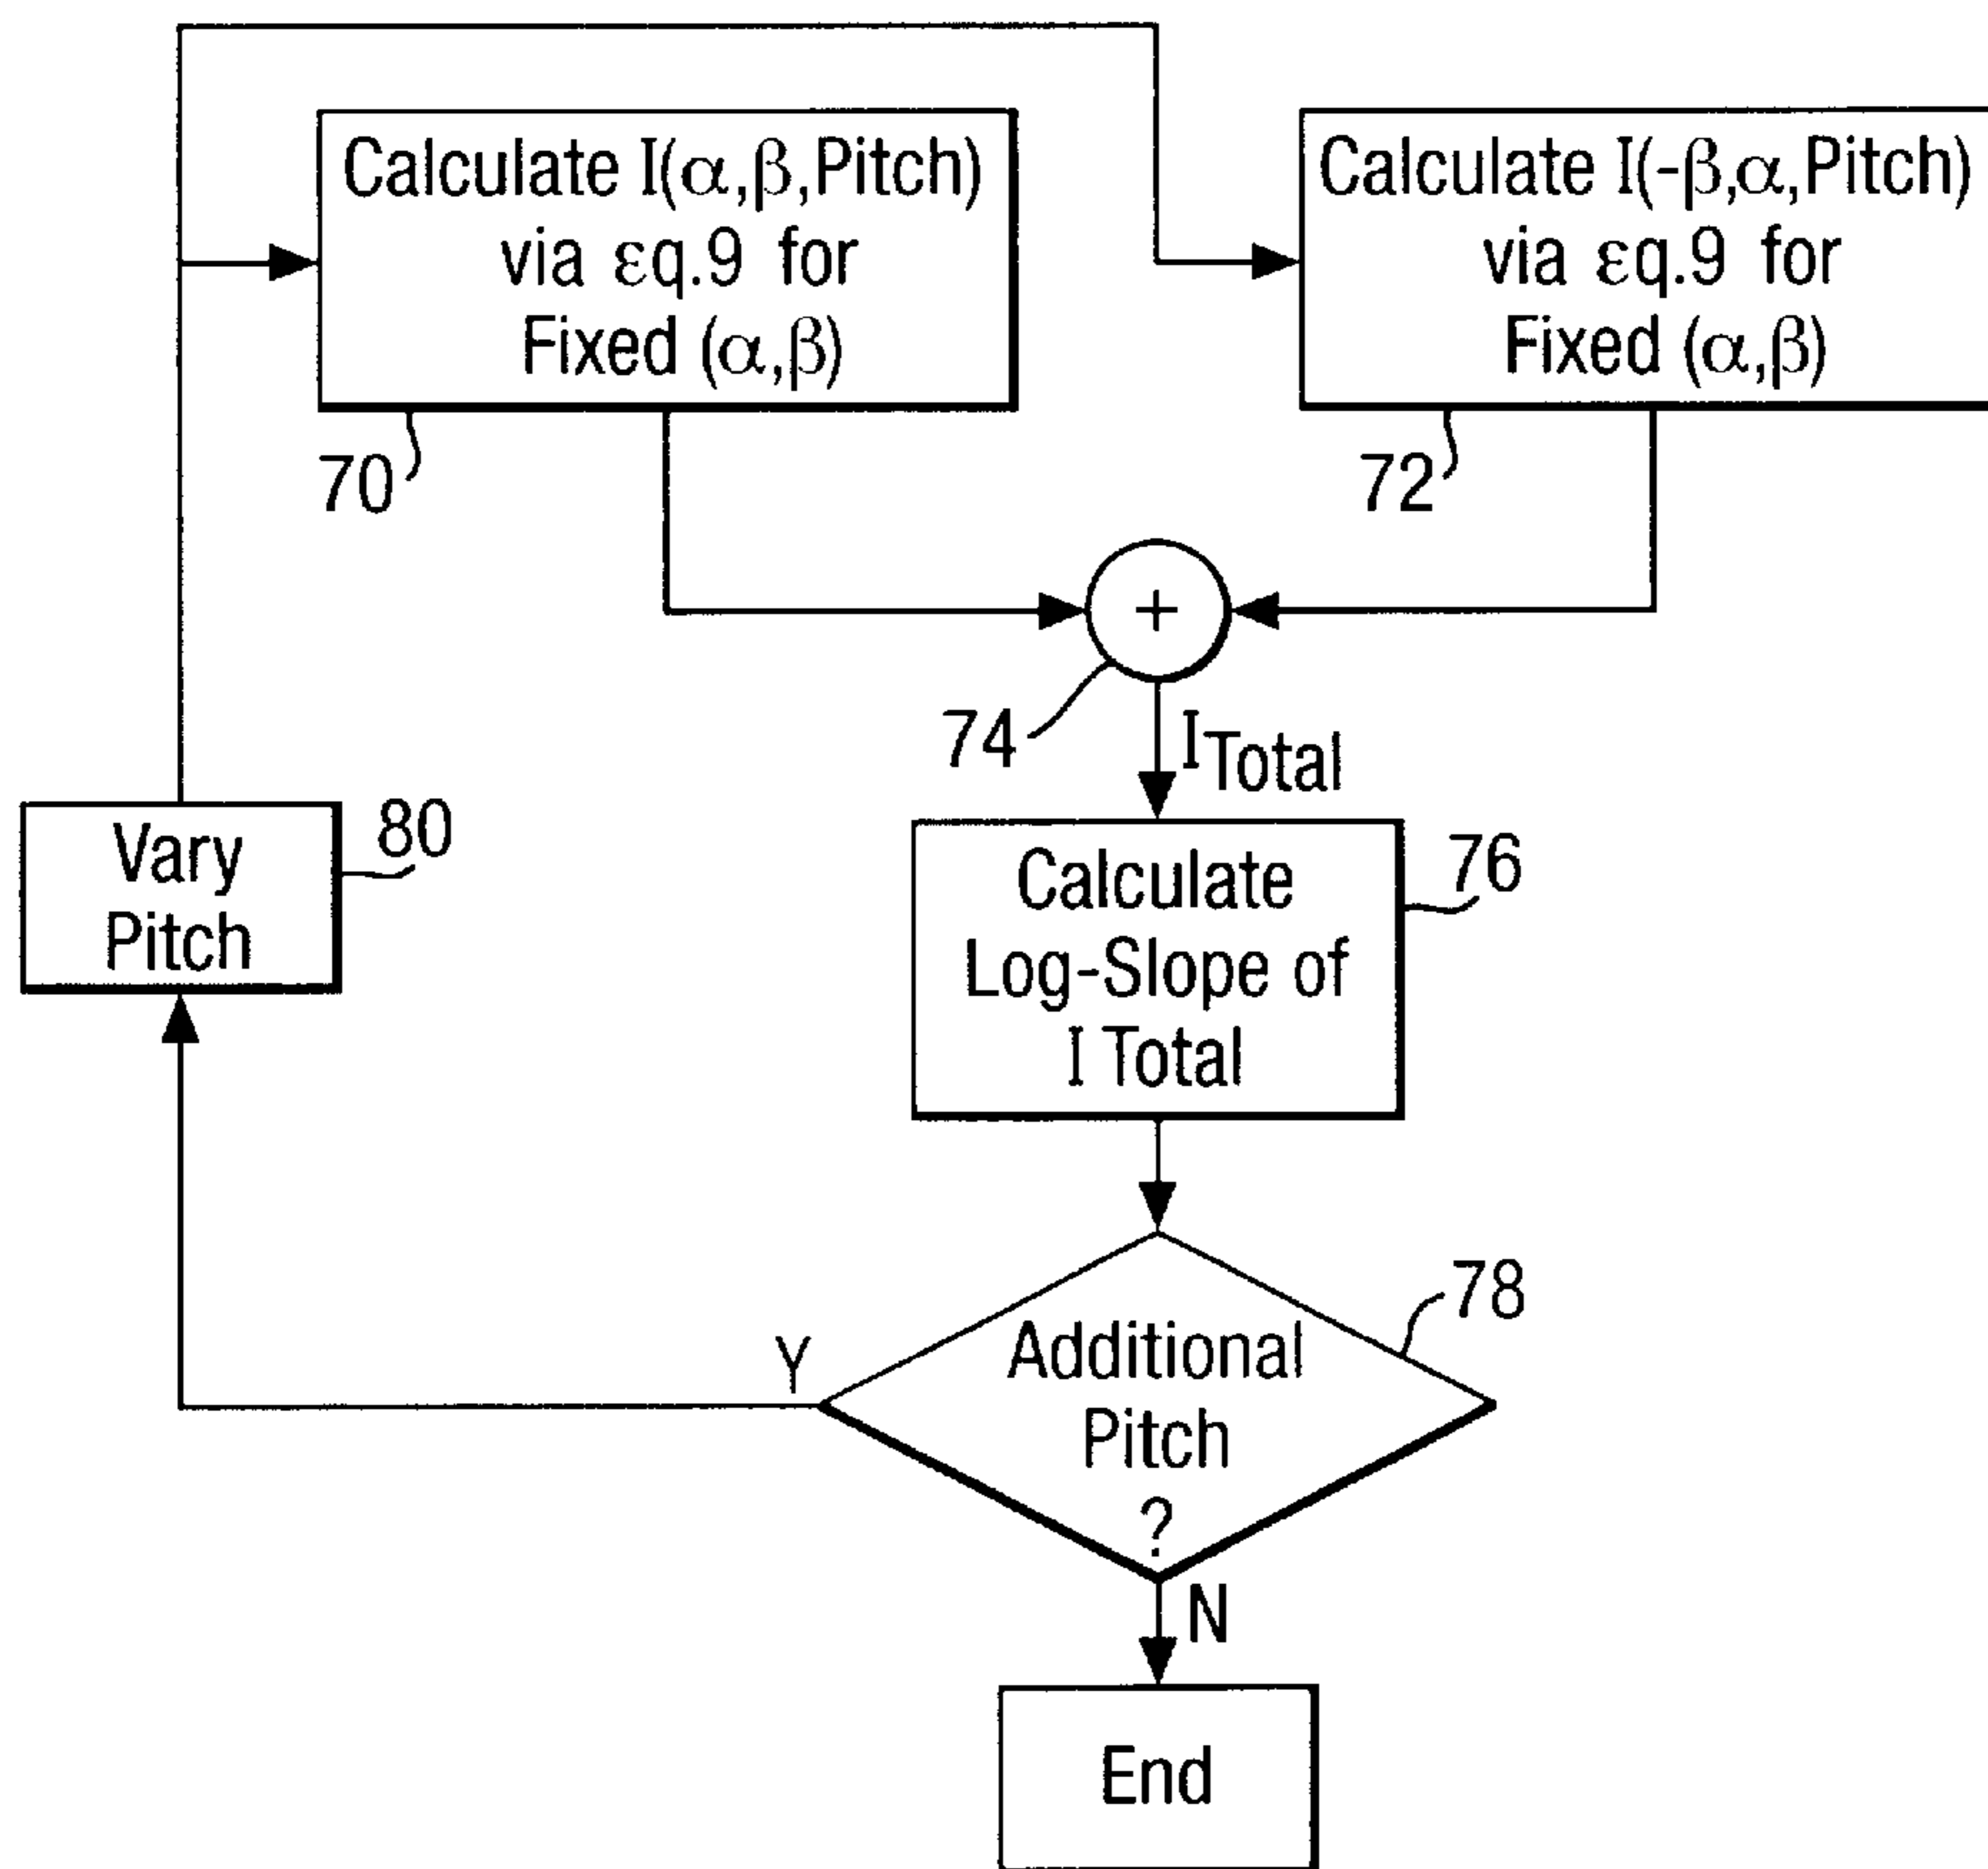 Calculate I(α,β,Pitch)
via εq.9 for
Fixed (α,β)
70
Calculate I(-β,α,Pitch)
via εq.9 for
Fixed (α,β)
72
+
74
I Total
Vary
Pitch
80
Calculate
Log-Slope of
I Total
76
Additional
Pitch
?
78
Y
N
End